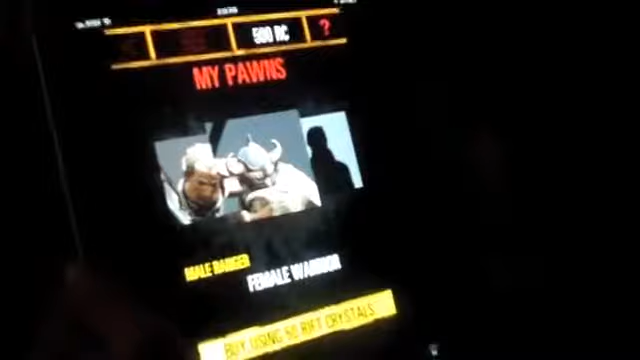 500 RC
?
MY PAWNS
MALE RANGER
FEMALE WARRIOR
BUY USING 50 RIFT CRYSTALS